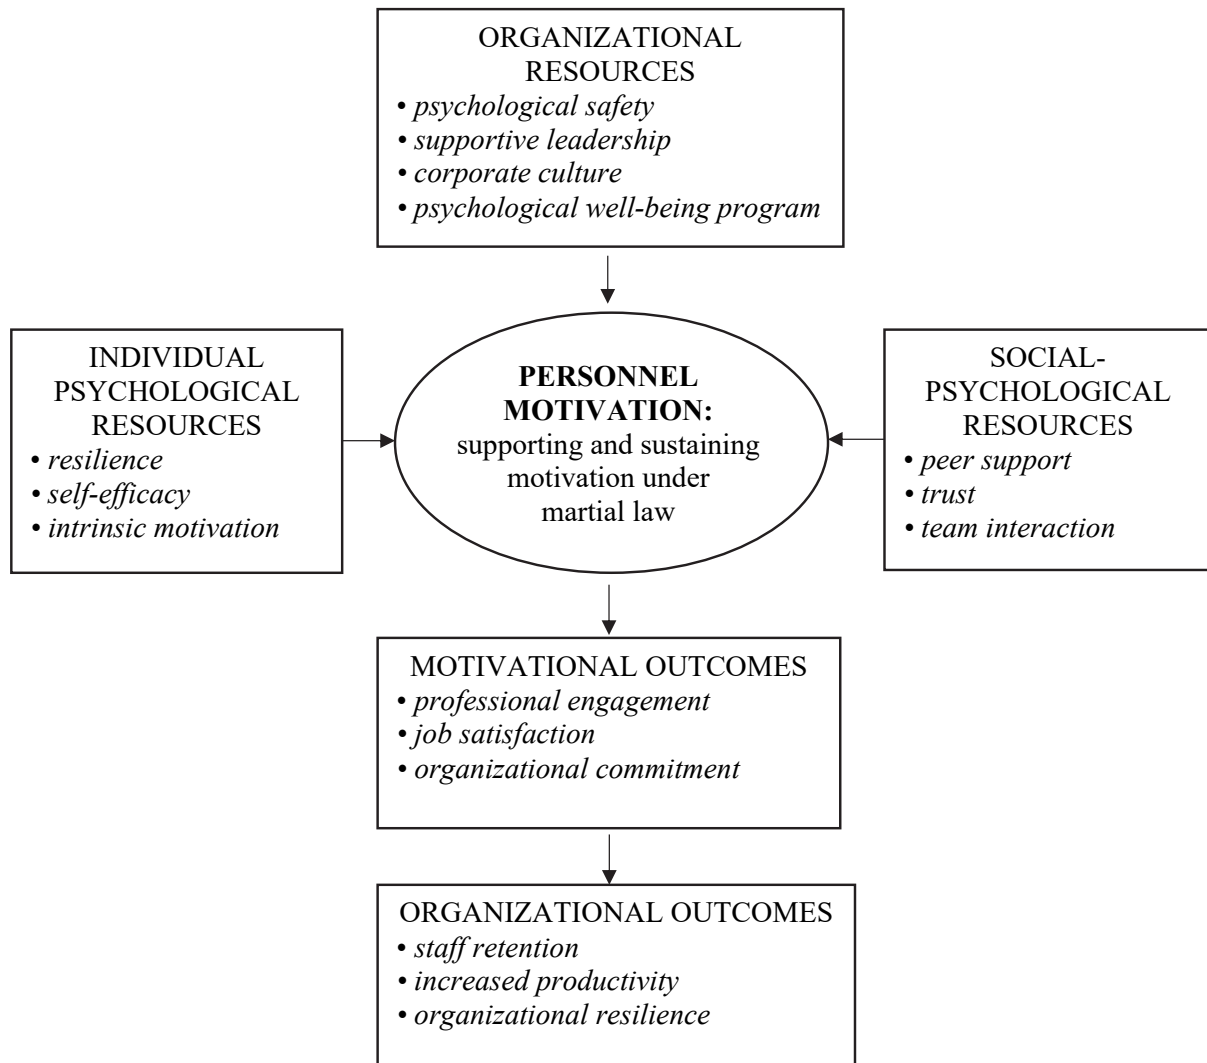 ORGANIZATIONAL
RESOURCES
• psychological safety
• supportive leadership
• corporate culture
• psychological well-being program
INDIVIDUAL
PSYCHOLOGICAL
RESOURCES
• resilience
• self-efficacy
• intrinsic motivation
PERSONNEL
MOTIVATION:
supporting and sustaining
motivation under
martial law
SOCIAL-
PSYCHOLOGICAL
RESOURCES
• peer support
• trust
• team interaction
MOTIVATIONAL OUTCOMES
• professional engagement
• job satisfaction
• organizational commitment
ORGANIZATIONAL OUTCOMES
• staff retention
• increased productivity
• organizational resilience